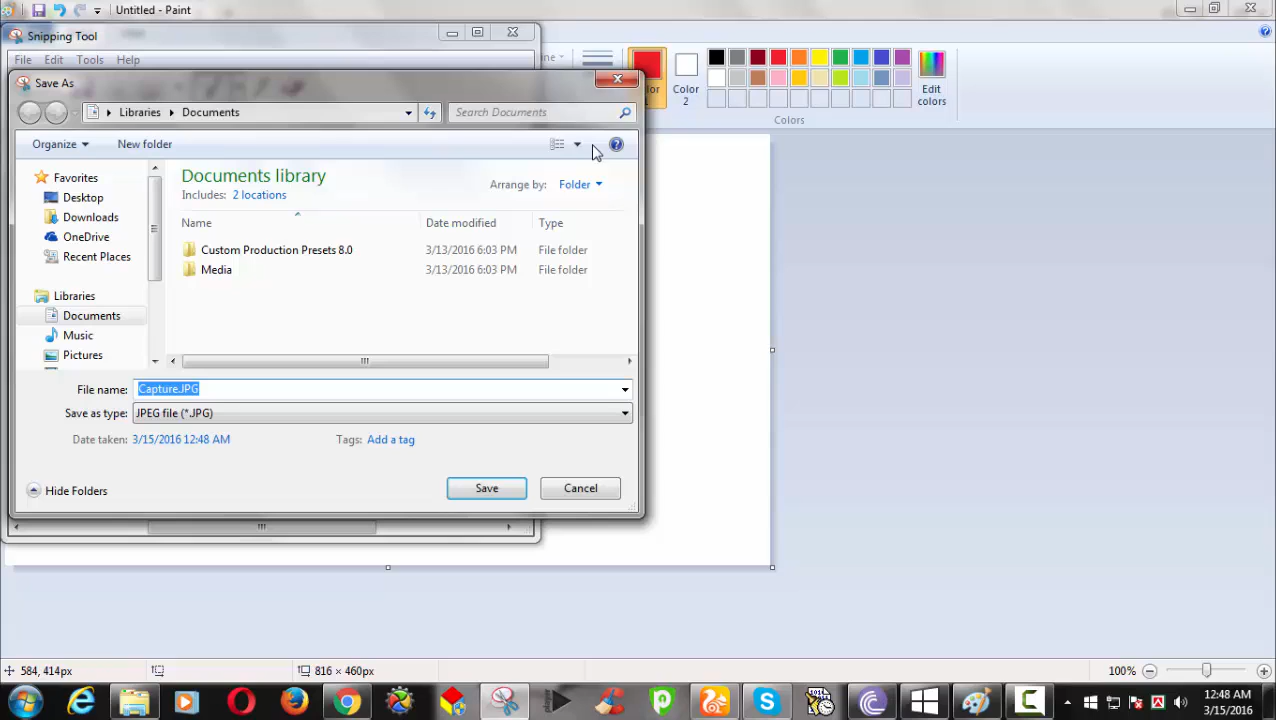 Untitled - Paint
Snipping Tool
File Edit Tools Help
Save As
Libraries Documents
Search Documents
Organize New folder
Documents library
Includes: 2 locations
Arrange by: Folder
Name Date modified Type
Custom Production Presets 8.0 3/13/2016 6:03 PM File folder
Media 3/13/2016 6:03 PM File folder
Favorites
Desktop
Downloads
OneDrive
Recent Places
Libraries
Documents
Music
Pictures
File name: Capture.JPG
Save as type: JPEG file (*.JPG)
Date taken: 3/15/2016 12:48 AM Tags: Add a tag
Hide Folders Save Cancel
Color
2
Edit
colors
Colors
584, 414px
816 × 460px
100%
12:48 AM
3/15/2016